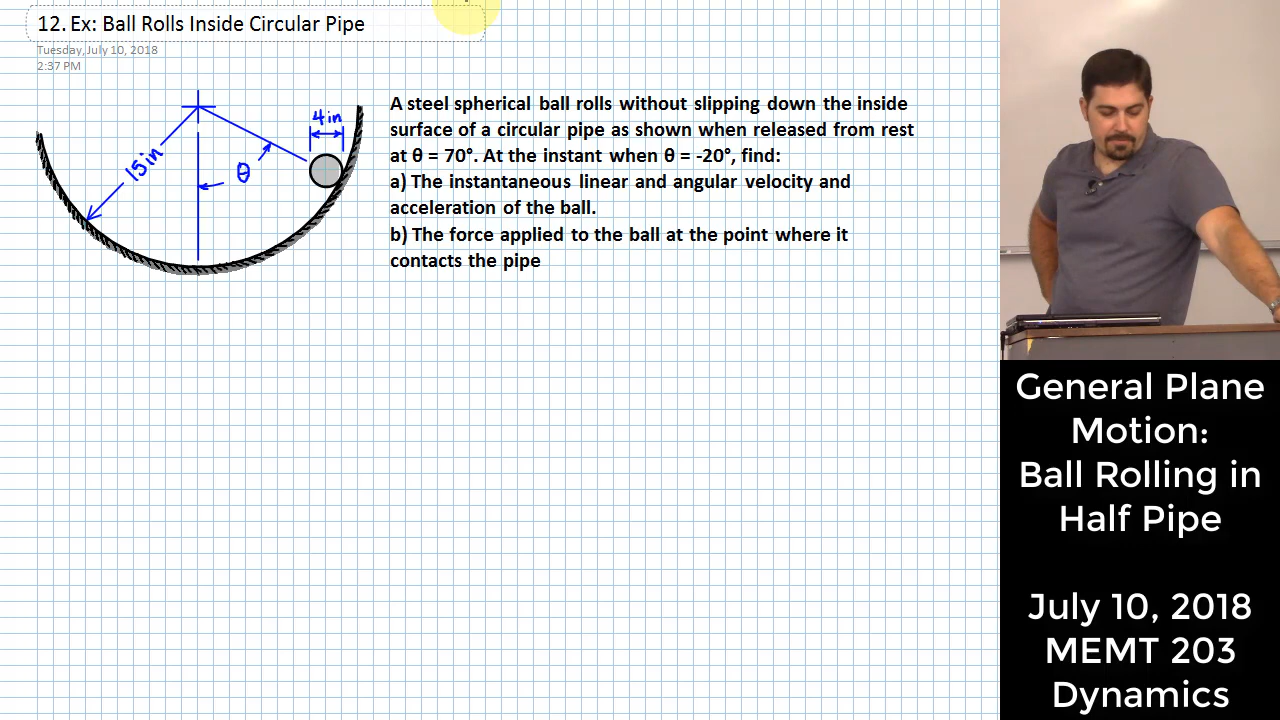 12. Ex: Ball Rolls Inside Circular Pipe
Tuesday, July 10, 2018
2:37 PM
15in
θ
4in
A steel spherical ball rolls without slipping down the inside
surface of a circular pipe as shown when released from rest
at θ = 70°. At the instant when θ = -20°, find:
a) The instantaneous linear and angular velocity and
acceleration of the ball.
b) The force applied to the ball at the point where it
contacts the pipe
General Plane
Motion:
Ball Rolling in
Half Pipe
July 10, 2018
MEMT 203
Dynamics